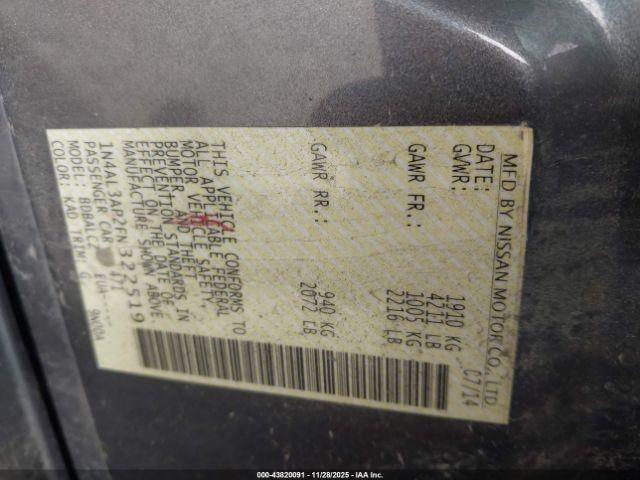 MFD BY NISSAN MOTOR CO., LTD.
DATE: C7/14
GVWR: 1910 KG
4211 LB
GAWR FR.: 1005 KG
2216 LB
GAWR RR.: 940 KG
2072 LB
THIS VEHICLE CONFORMS TO
ALL APPLICABLE FEDERAL
MOTOR VEHICLE SAFETY,
BUMPER, AND THEFT
PREVENTION STANDARDS IN
EFFECT ON THE DATE OF
MANUFACTURE SHOWN ABOVE
1N4AL3AP2FN322519
PASSENGER CAR
MODEL:
COLOR: KAD TRIM: G
000-43820091 - 11/28/2025 - IAA Inc.